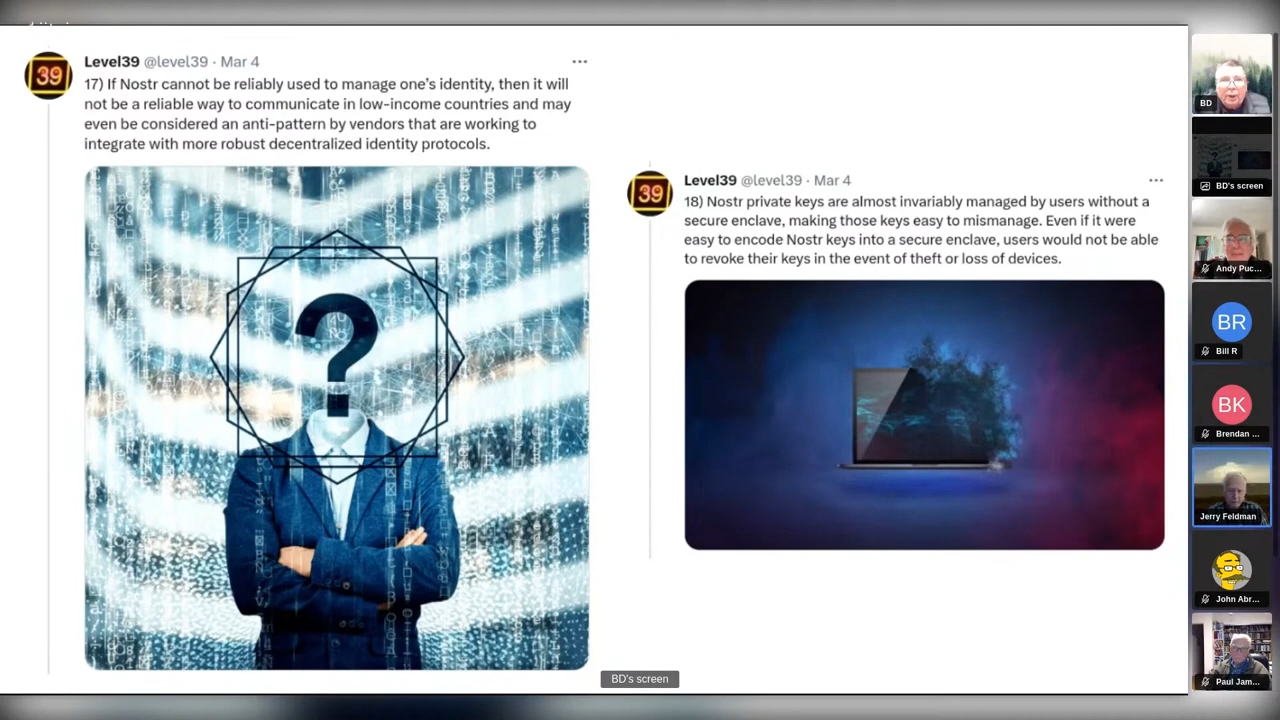 39
Level39 @level39 · Mar 4
17) If Nostr cannot be reliably used to manage one’s identity, then it will
not be a reliable way to communicate in low-income countries and may
even be considered an anti-pattern by vendors that are working to
integrate with more robust decentralized identity protocols.
?
39
Level39 @level39 · Mar 4
18) Nostr private keys are almost invariably managed by users without a
secure enclave, making those keys easy to mismanage. Even if it were
easy to encode Nostr keys into a secure enclave, users would not be able
to revoke their keys in the event of theft or loss of devices.
BD's screen
BD
BD's screen
Andy Puc...
BR
Bill R
BK
Brendan ...
Jerry Feldman
John Abr...
Paul Jam...